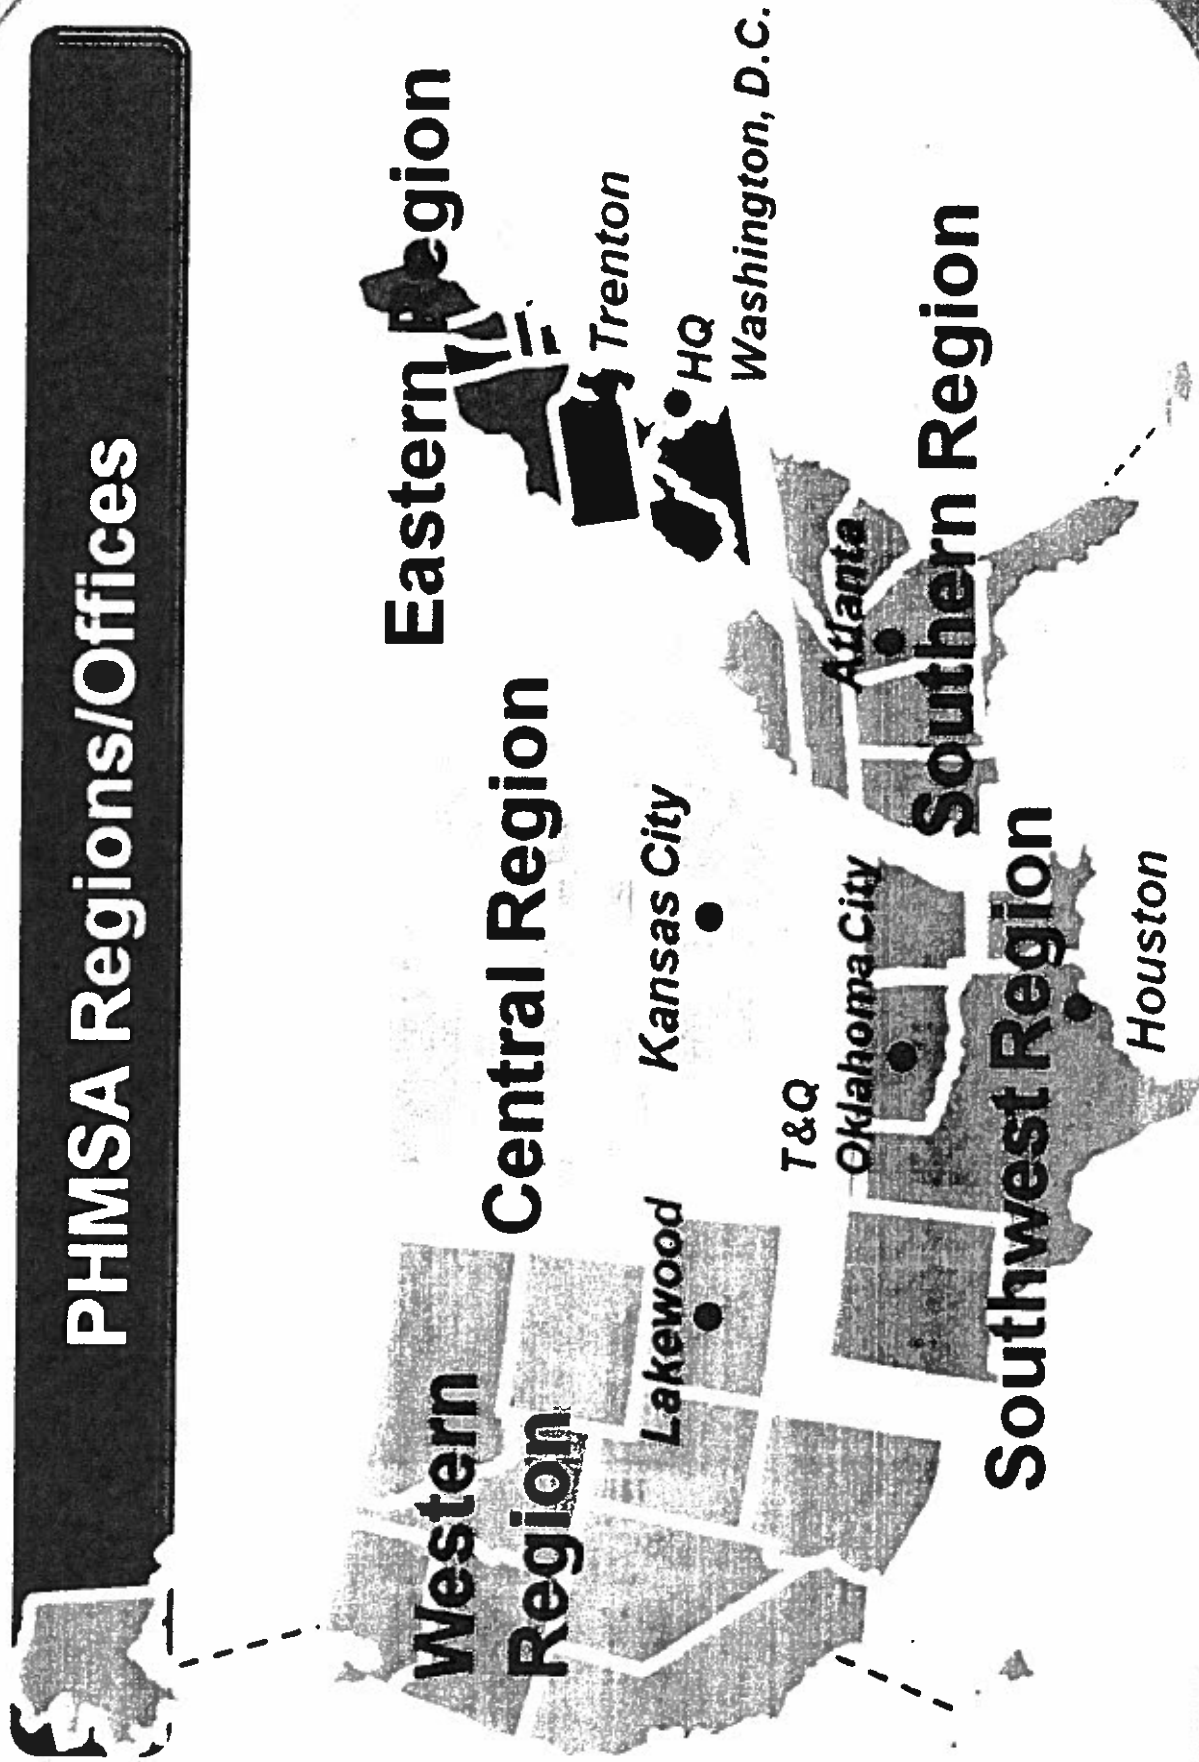 PHMSA Regions/Offices
Western
Region
Central Region
Eastern Region
Lakewood
Kansas City
Trenton
HQ
Washington, D.C.
T&Q
Oklahoma City
Atlanta
Southwest Region
Southern Region
Houston